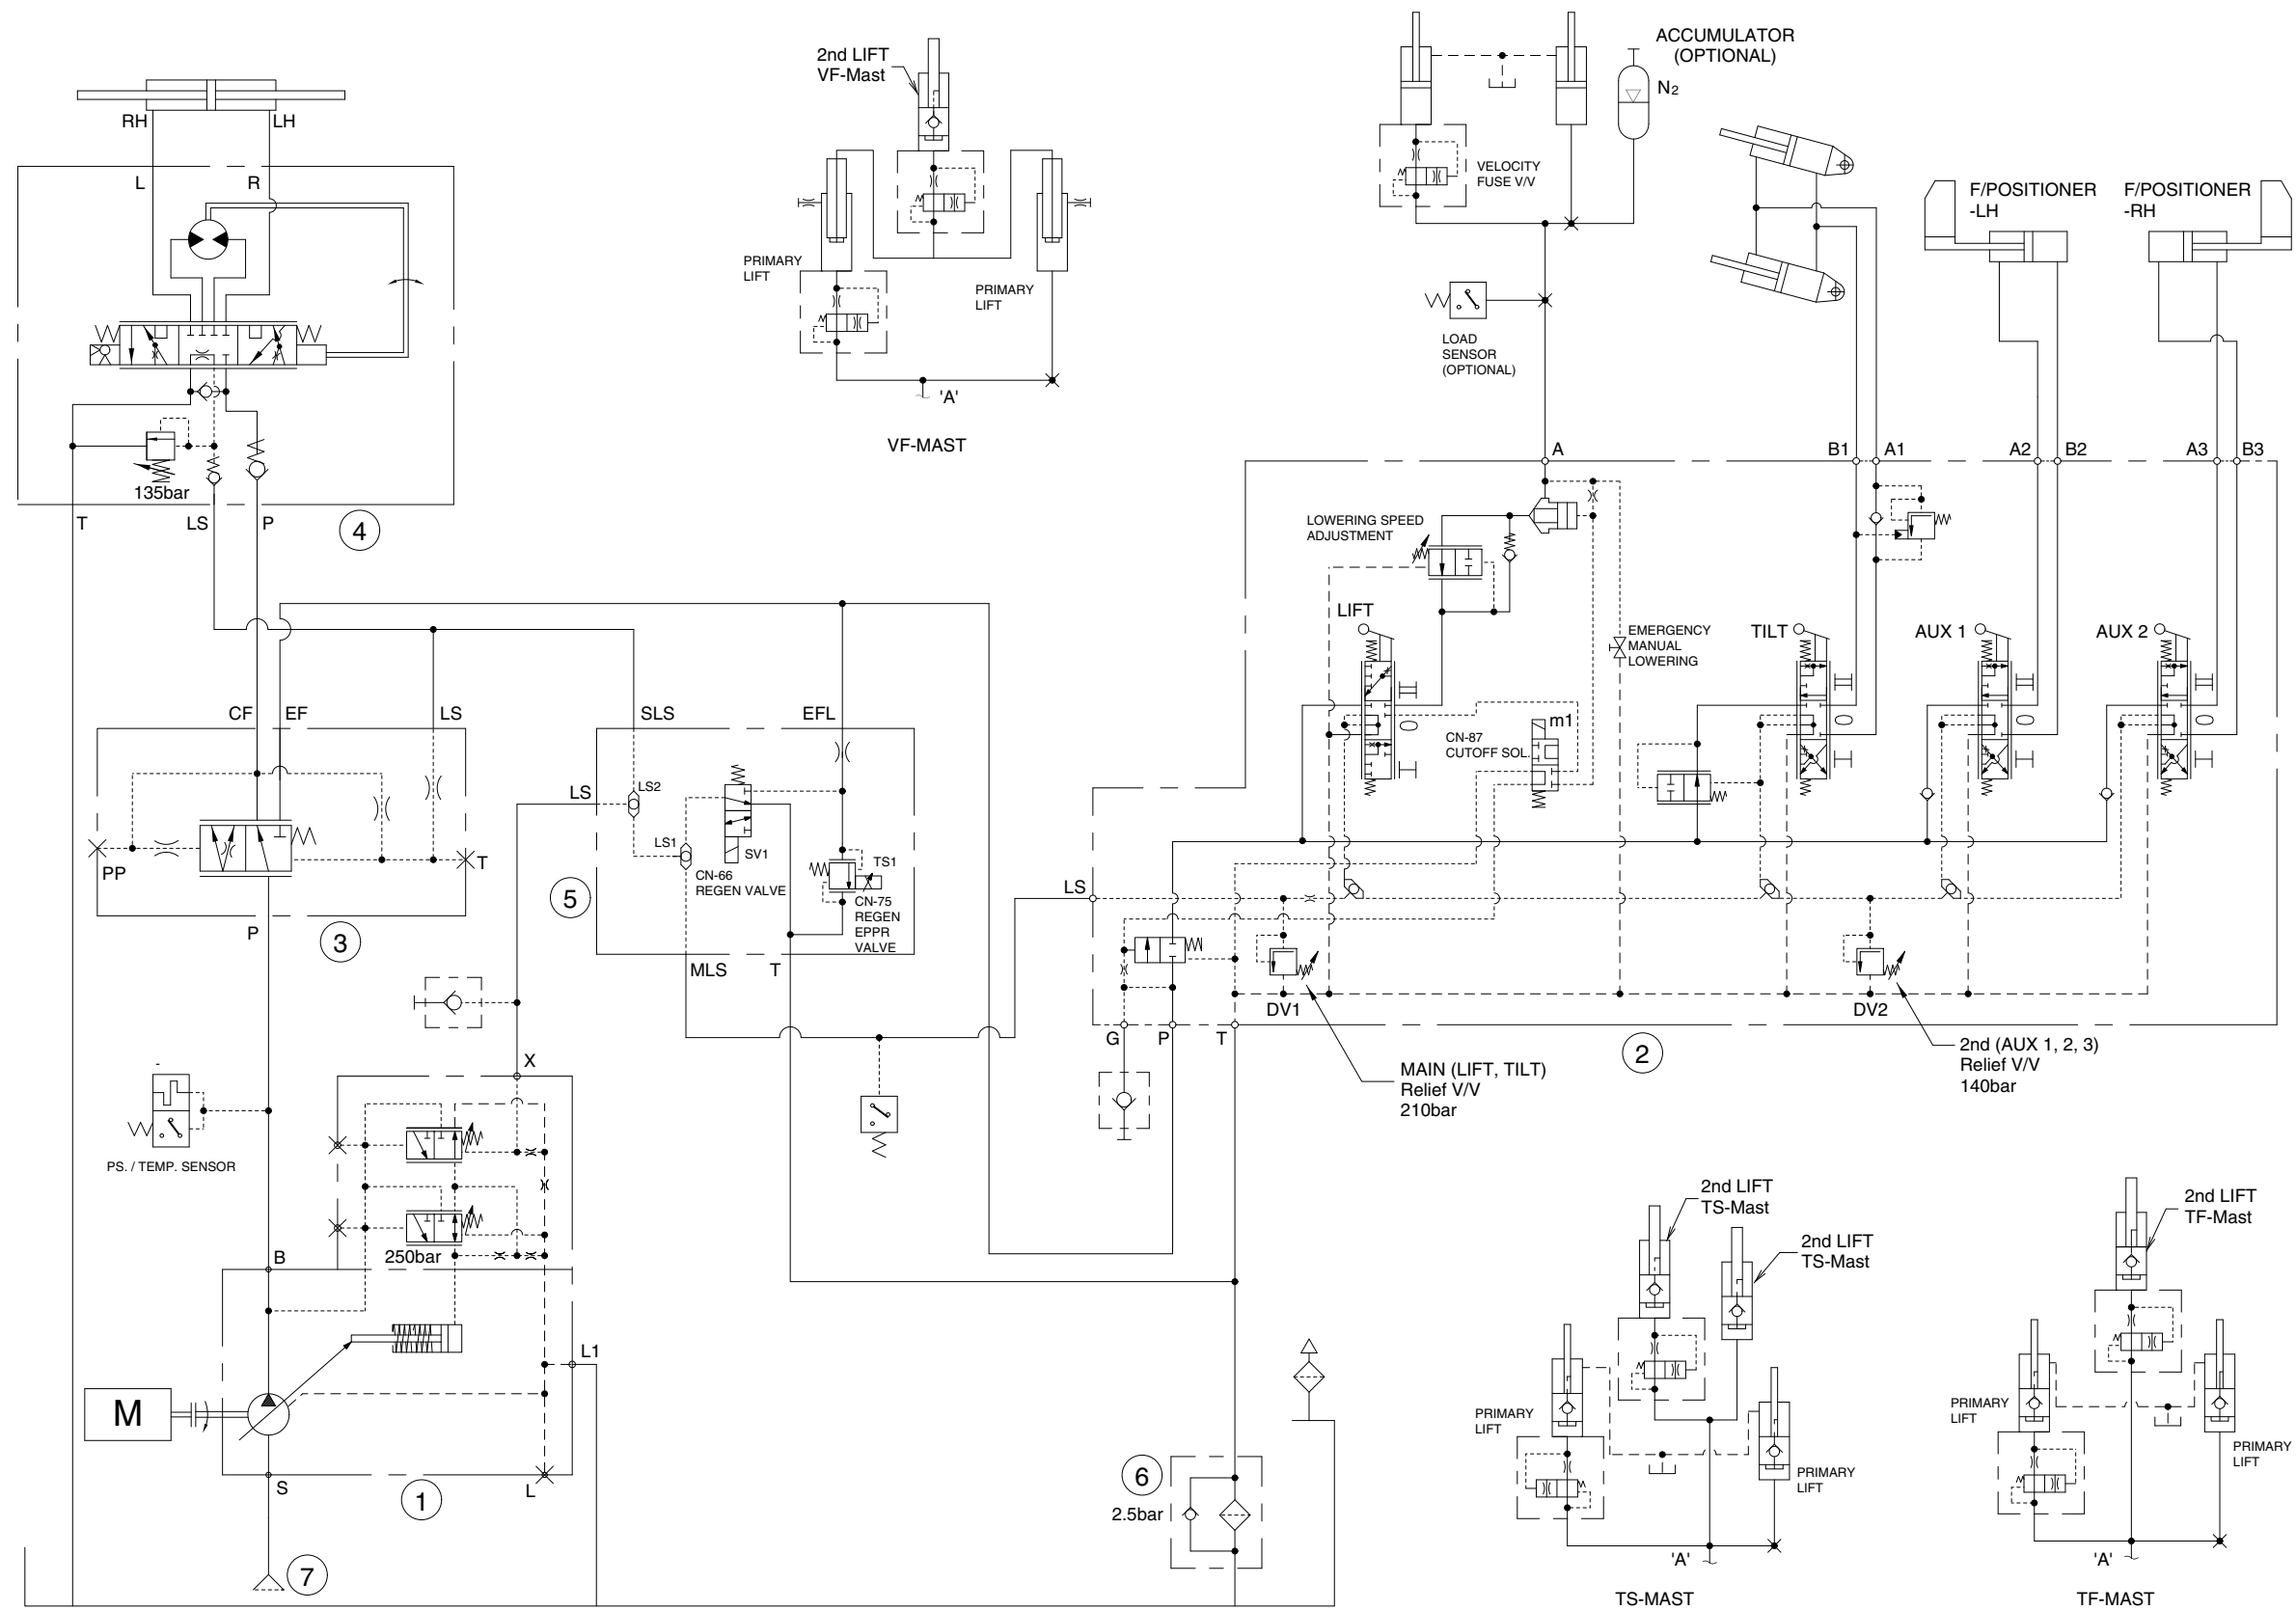 2nd LIFT
VF-Mast
PRIMARY
LIFT
PRIMARY
LIFT
'A'
VF-MAST
ACCUMULATOR
(OPTIONAL)
N2
VELOCITY
FUSE V/V
LOAD
SENSOR
(OPTIONAL)
F/POSITIONER
-LH
F/POSITIONER
-RH
RH
LH
L
R
135bar
T
LS
P
4
A
B1
A1
A2
B2
A3
B3
LOWERING SPEED
ADJUSTMENT
LIFT
EMERGENCY
MANUAL
LOWERING
TILT
AUX 1
AUX 2
m1
CN-87
CUTOFF SOL.
CF
EF
LS
PP
T
P
3
SLS
EFL
LS
LS2
LS1
SV1
CN-66
REGEN VALVE
TS1
CN-75
REGEN
EPPR
VALVE
5
MLS
T
LS
DV1
DV2
G
P
T
2
MAIN (LIFT, TILT)
Relief V/V
210bar
2nd (AUX 1, 2, 3)
Relief V/V
140bar
-
PS. / TEMP. SENSOR
X
250bar
B
L1
M
S
L
1
7
6
2.5bar
2nd LIFT
TS-Mast
2nd LIFT
TS-Mast
PRIMARY
LIFT
PRIMARY
LIFT
'A'
TS-MAST
2nd LIFT
TF-Mast
PRIMARY
LIFT
PRIMARY
LIFT
'A'
TF-MAST